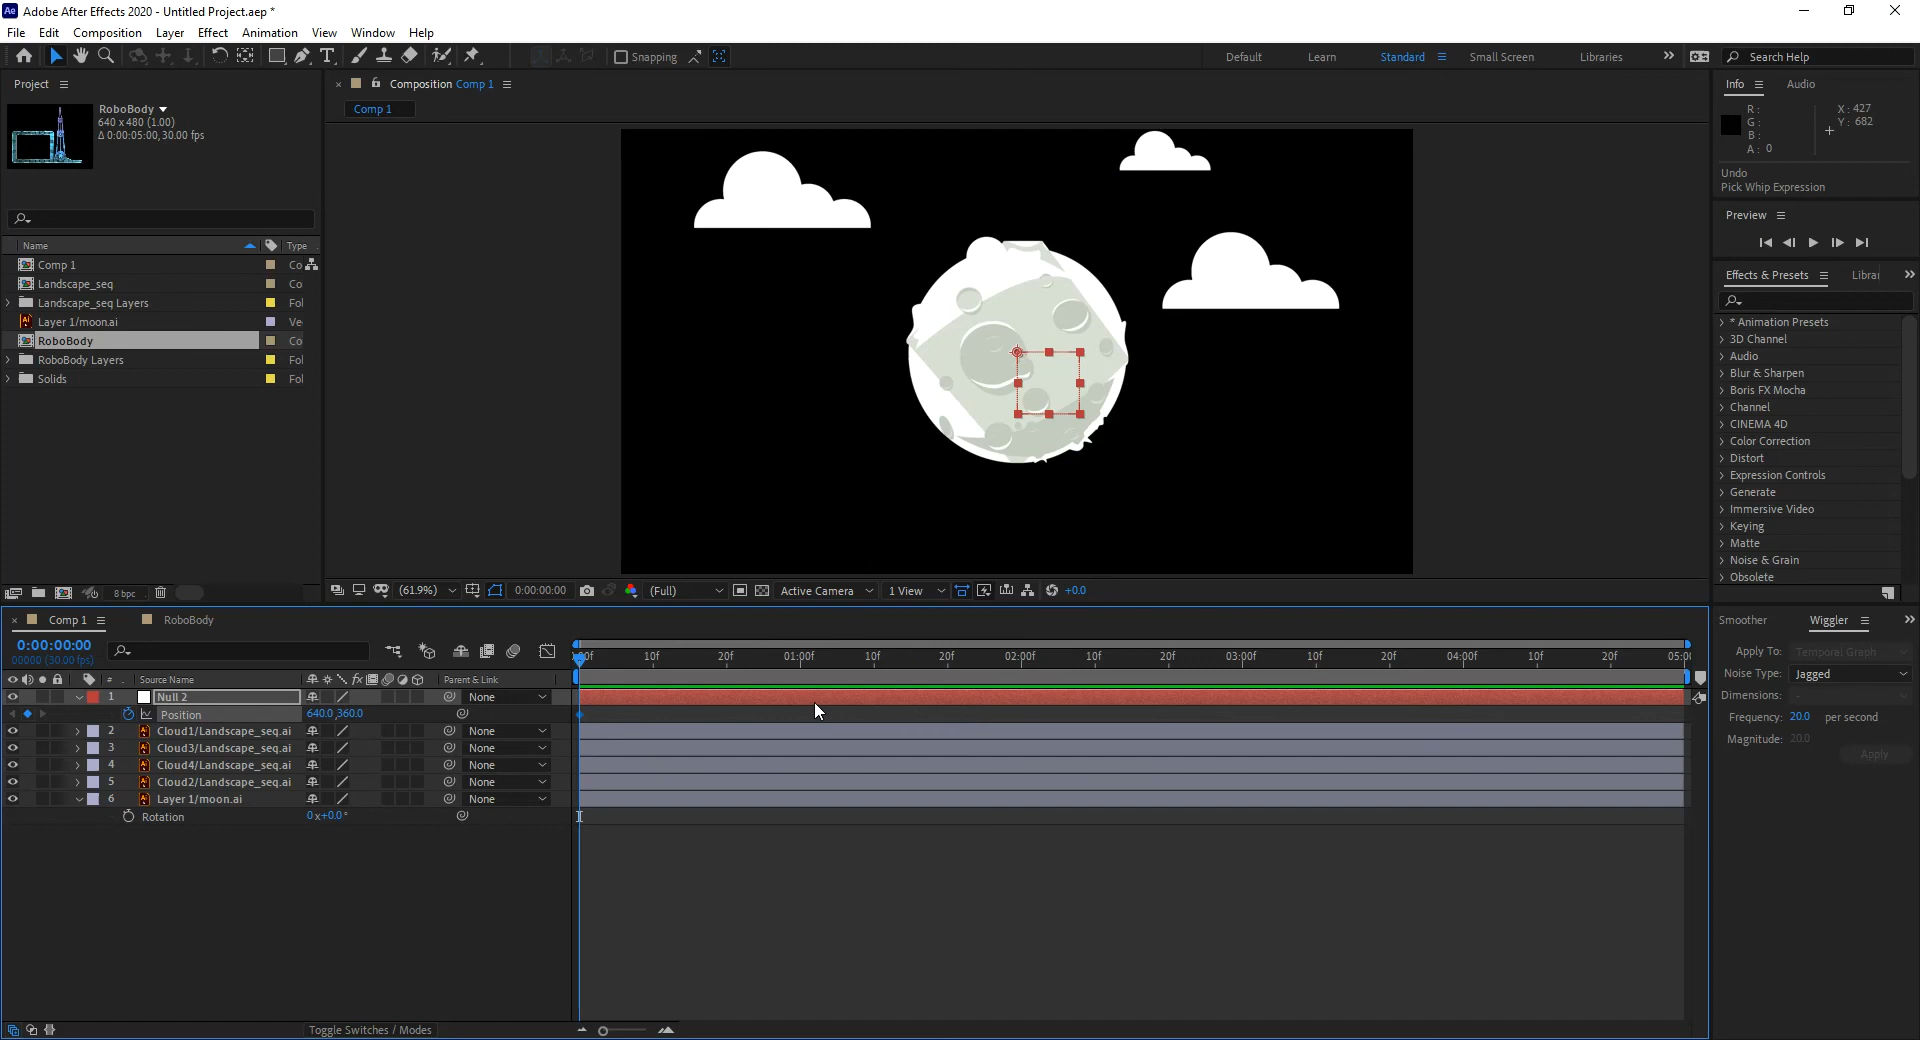 Adobe After Effects 2020 - Untitled Project.aep *
File Edit Composition Layer Effect Animation View Window Help
Snapping
Default Learn Standard Small Screen Libraries
Search Help
Project
RoboBody
640 x 480 (1.00)
Δ 0:00:05:00, 30.00 fps
Name Type
Comp 1 Co
Landscape_seq Co
Landscape_seq Layers Fol
Layer 1/moon.ai Ve
RoboBody Co
RoboBody Layers Fol
Solids Fol
8 bpc
Composition Comp 1
Comp 1
(61.9%) 0:00:00:00 (Full) Active Camera 1 View +0.0
Info Audio
R :
G :
B :
A : 0
X : 427
Y : 682
Undo
Pick Whip Expression
Preview
Effects & Presets Librar
* Animation Presets
3D Channel
Audio
Blur & Sharpen
Boris FX Mocha
Channel
CINEMA 4D
Color Correction
Distort
Expression Controls
Generate
Immersive Video
Keying
Matte
Noise & Grain
Obsolete
Comp 1 RoboBody
0:00:00:00
00000 (30.00 fps)
:00f 10f 20f 01:00f 10f 20f 02:00f 10f 20f 03:00f 10f 20f 04:00f 10f 20f 05:0
# Source Name fx Parent & Link
1 Null 2 None
Position 640.0,360.0
2 Cloud1/Landscape_seq.ai None
3 Cloud3/Landscape_seq.ai None
4 Cloud4/Landscape_seq.ai None
5 Cloud2/Landscape_seq.ai None
6 Layer 1/moon.ai None
Rotation 0x+0.0°
Toggle Switches / Modes
Smoother Wiggler
Apply To: Temporal Graph
Noise Type: Jagged
Dimensions: -
Frequency: 20.0 per second
Magnitude: 20.0
Apply